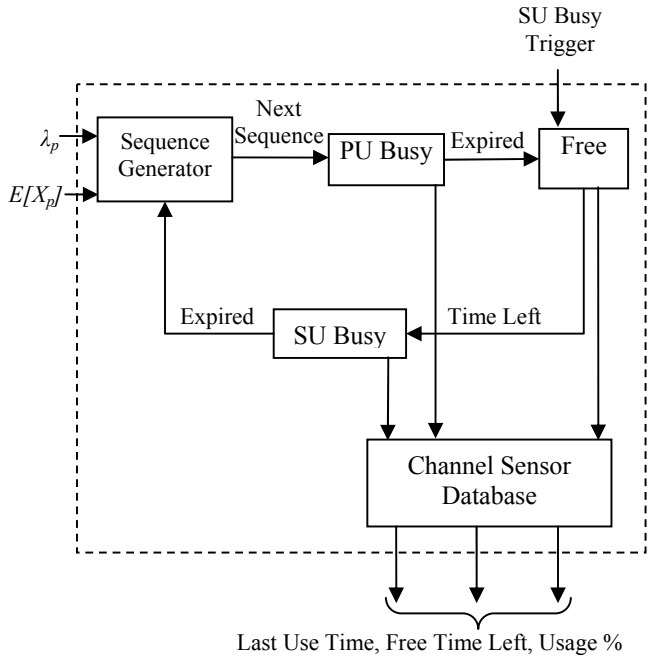 SU Busy
Trigger
λp
E[Xp]
Sequence
Generator
Next
Sequence
PU Busy
Expired
Free
Expired
SU Busy
Time Left
Channel Sensor
Database
Last Use Time, Free Time Left, Usage %